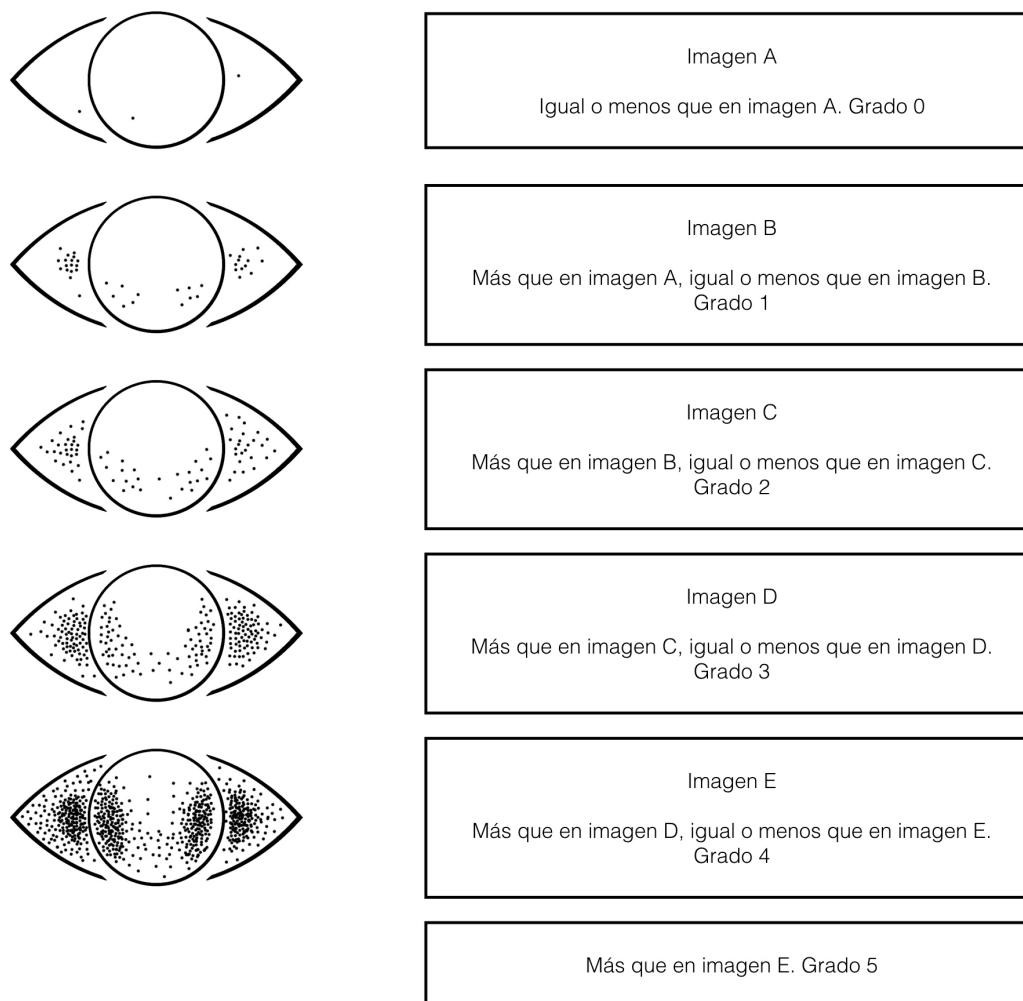 Imagen A
Igual o menos que en imagen A. Grado 0
Imagen B
Más que en imagen A, igual o menos que en imagen B.
Grado 1
Imagen C
Más que en imagen B, igual o menos que en imagen C.
Grado 2
Imagen D
Más que en imagen C, igual o menos que en imagen D.
Grado 3
Imagen E
Más que en imagen D, igual o menos que en imagen E.
Grado 4
Más que en imagen E. Grado 5